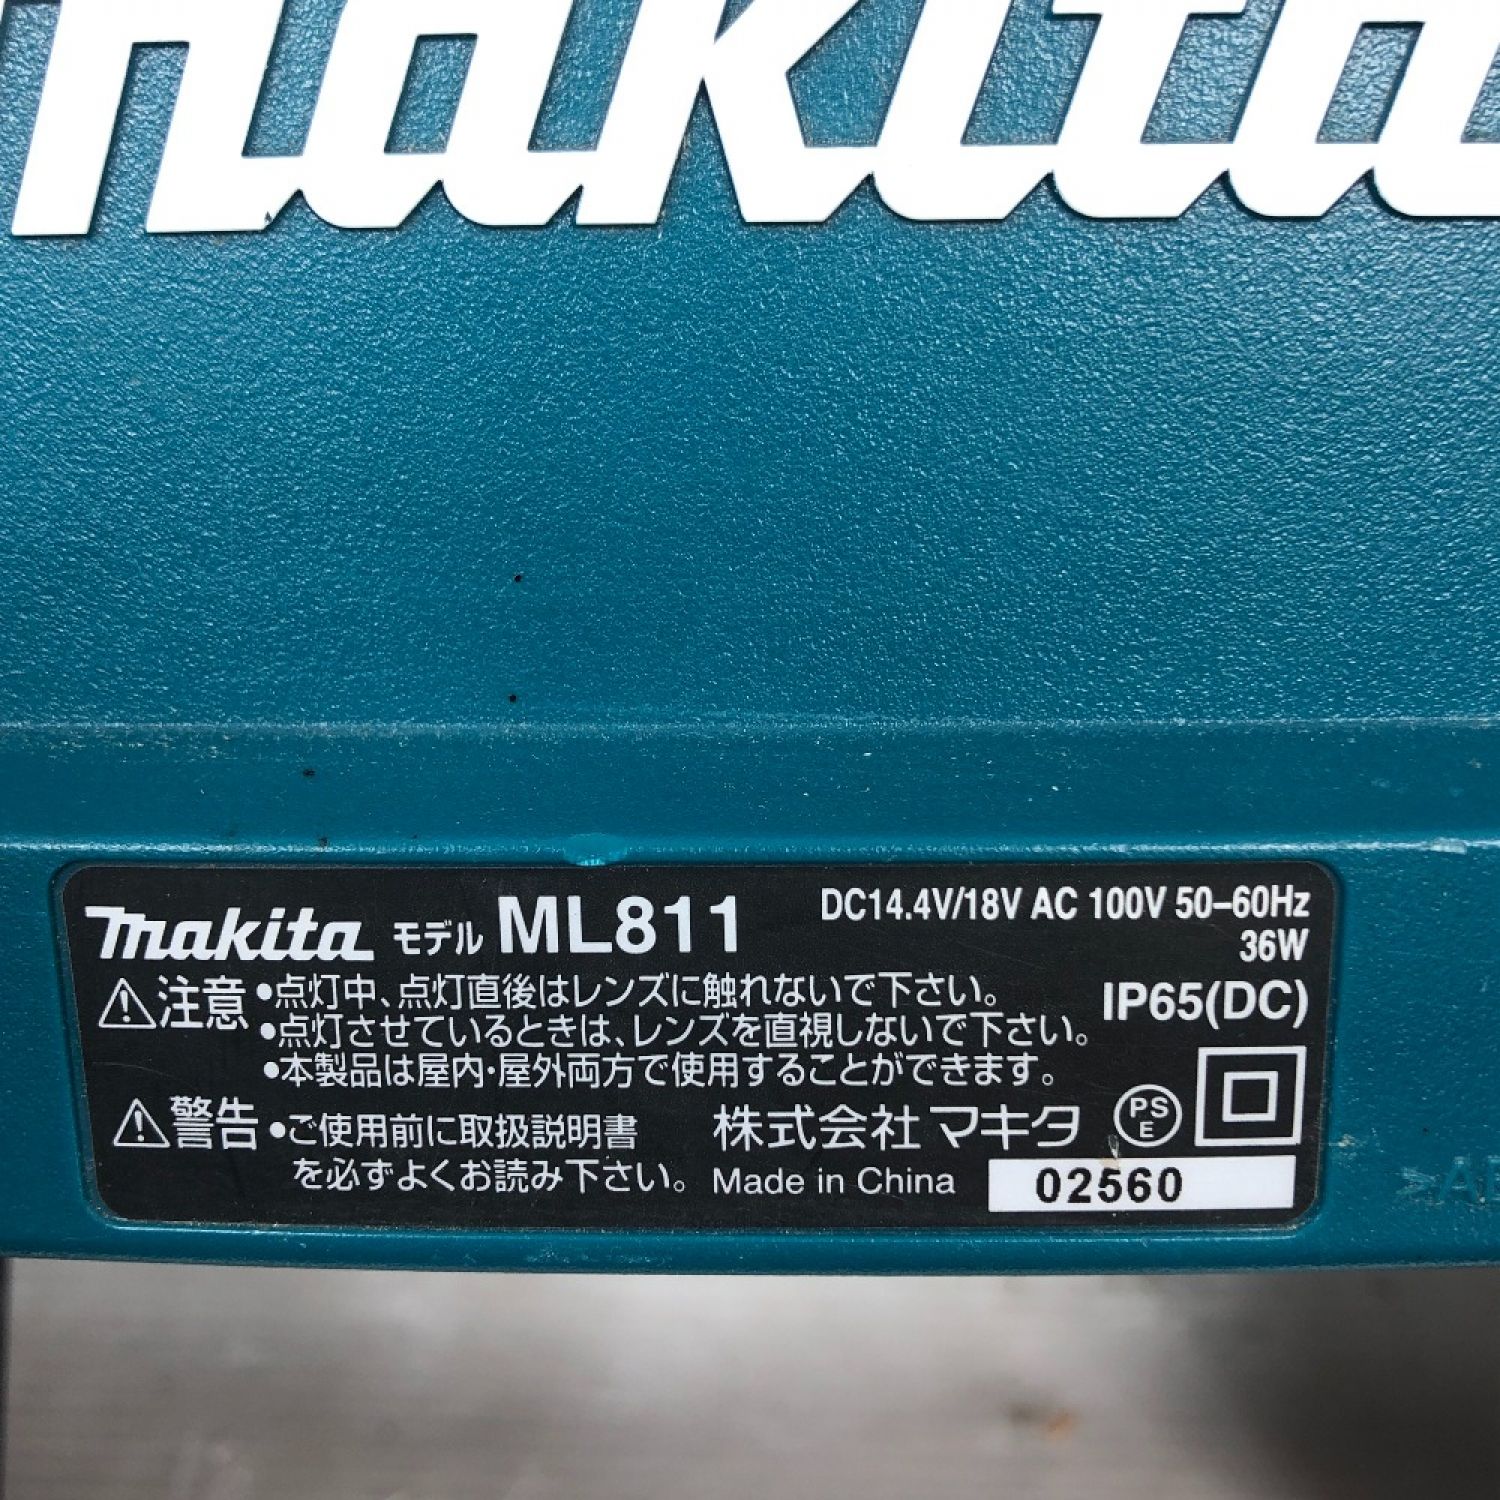 makita
makita モデル ML811 DC14.4V/18V AC 100V 50-60Hz
36W
⚠注意 •点灯中、点灯直後はレンズに触れないで下さい。
IP65(DC)
•点灯させているときは、レンズを直視しないで下さい。
•本製品は屋内・屋外両方で使用することができます。
⚠警告 •ご使用前に取扱説明書
を必ずよくお読み下さい。
株式会社 マキタ
PS
E
Made in China
02560